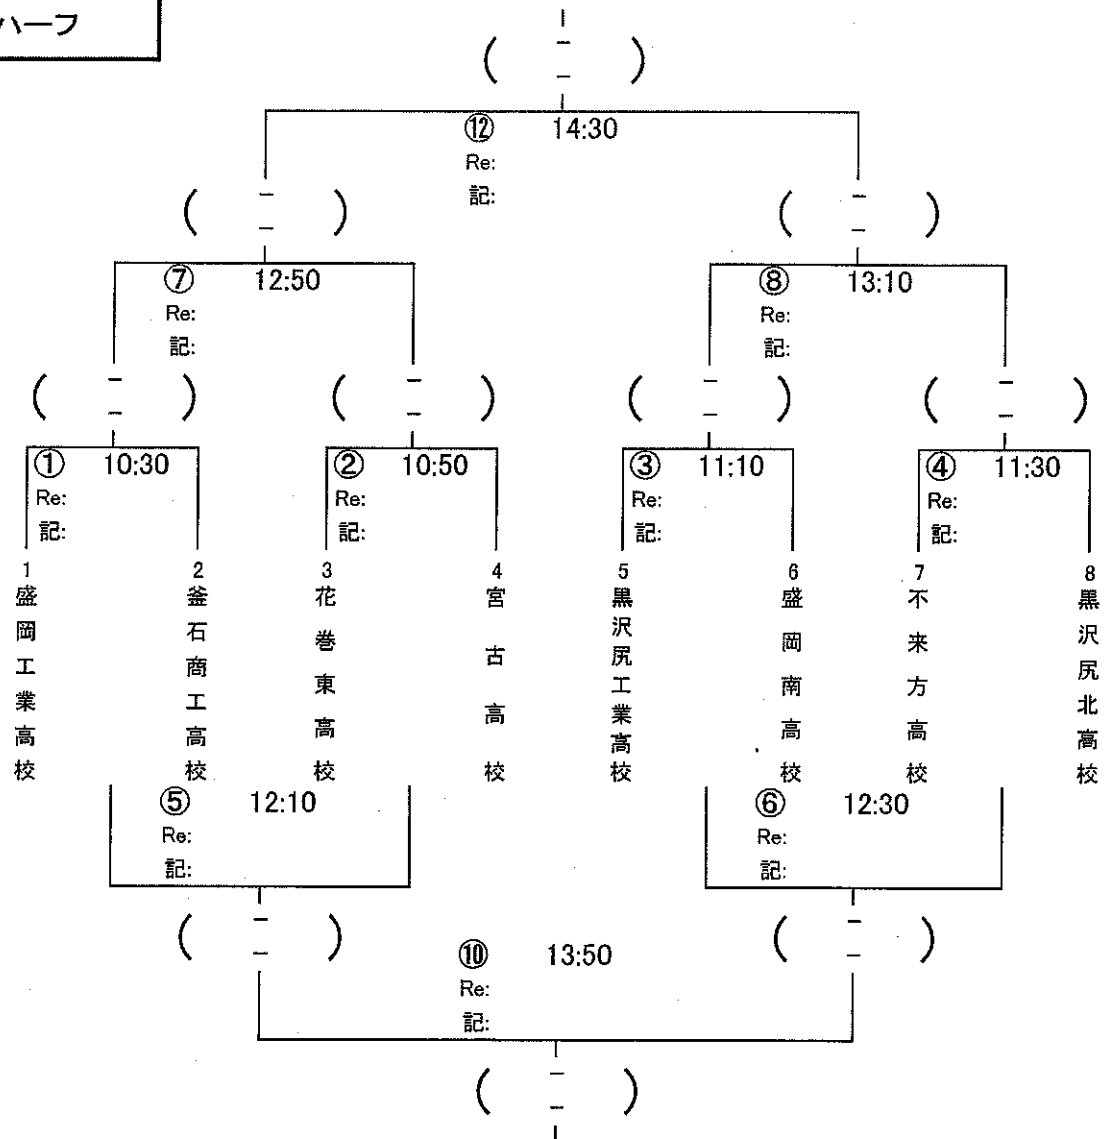 ハーフ
( - - )
⑫ 14:30
Re:
記:
( - - ) ( - - )
⑦ 12:50 ⑧ 13:10
Re: Re:
記: 記:
( - - ) ( - - ) ( - - ) ( - - )
① 10:30 ② 10:50 ③ 11:10 ④ 11:30
Re: Re: Re: Re:
記: 記: 記: 記:
1 盛岡工業高校
2 釜石商工高校
3 花巻東高校
4 宮古高校
5 黒沢尻工業高校
6 盛岡南高校
7 不来方高校
8 黒沢尻北高校
⑤ 12:10 ⑥ 12:30
Re: Re:
記: 記:
( - - ) ( - - )
⑩ 13:50
Re:
記:
( - - )